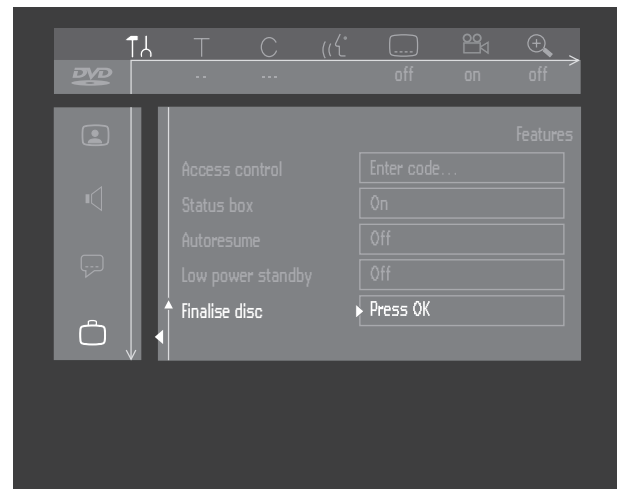 T C
DVD -- --- off on off
Features
Access control Enter code...
Status box On
Autoresume Off
Low power standby Off
Finalise disc Press OK